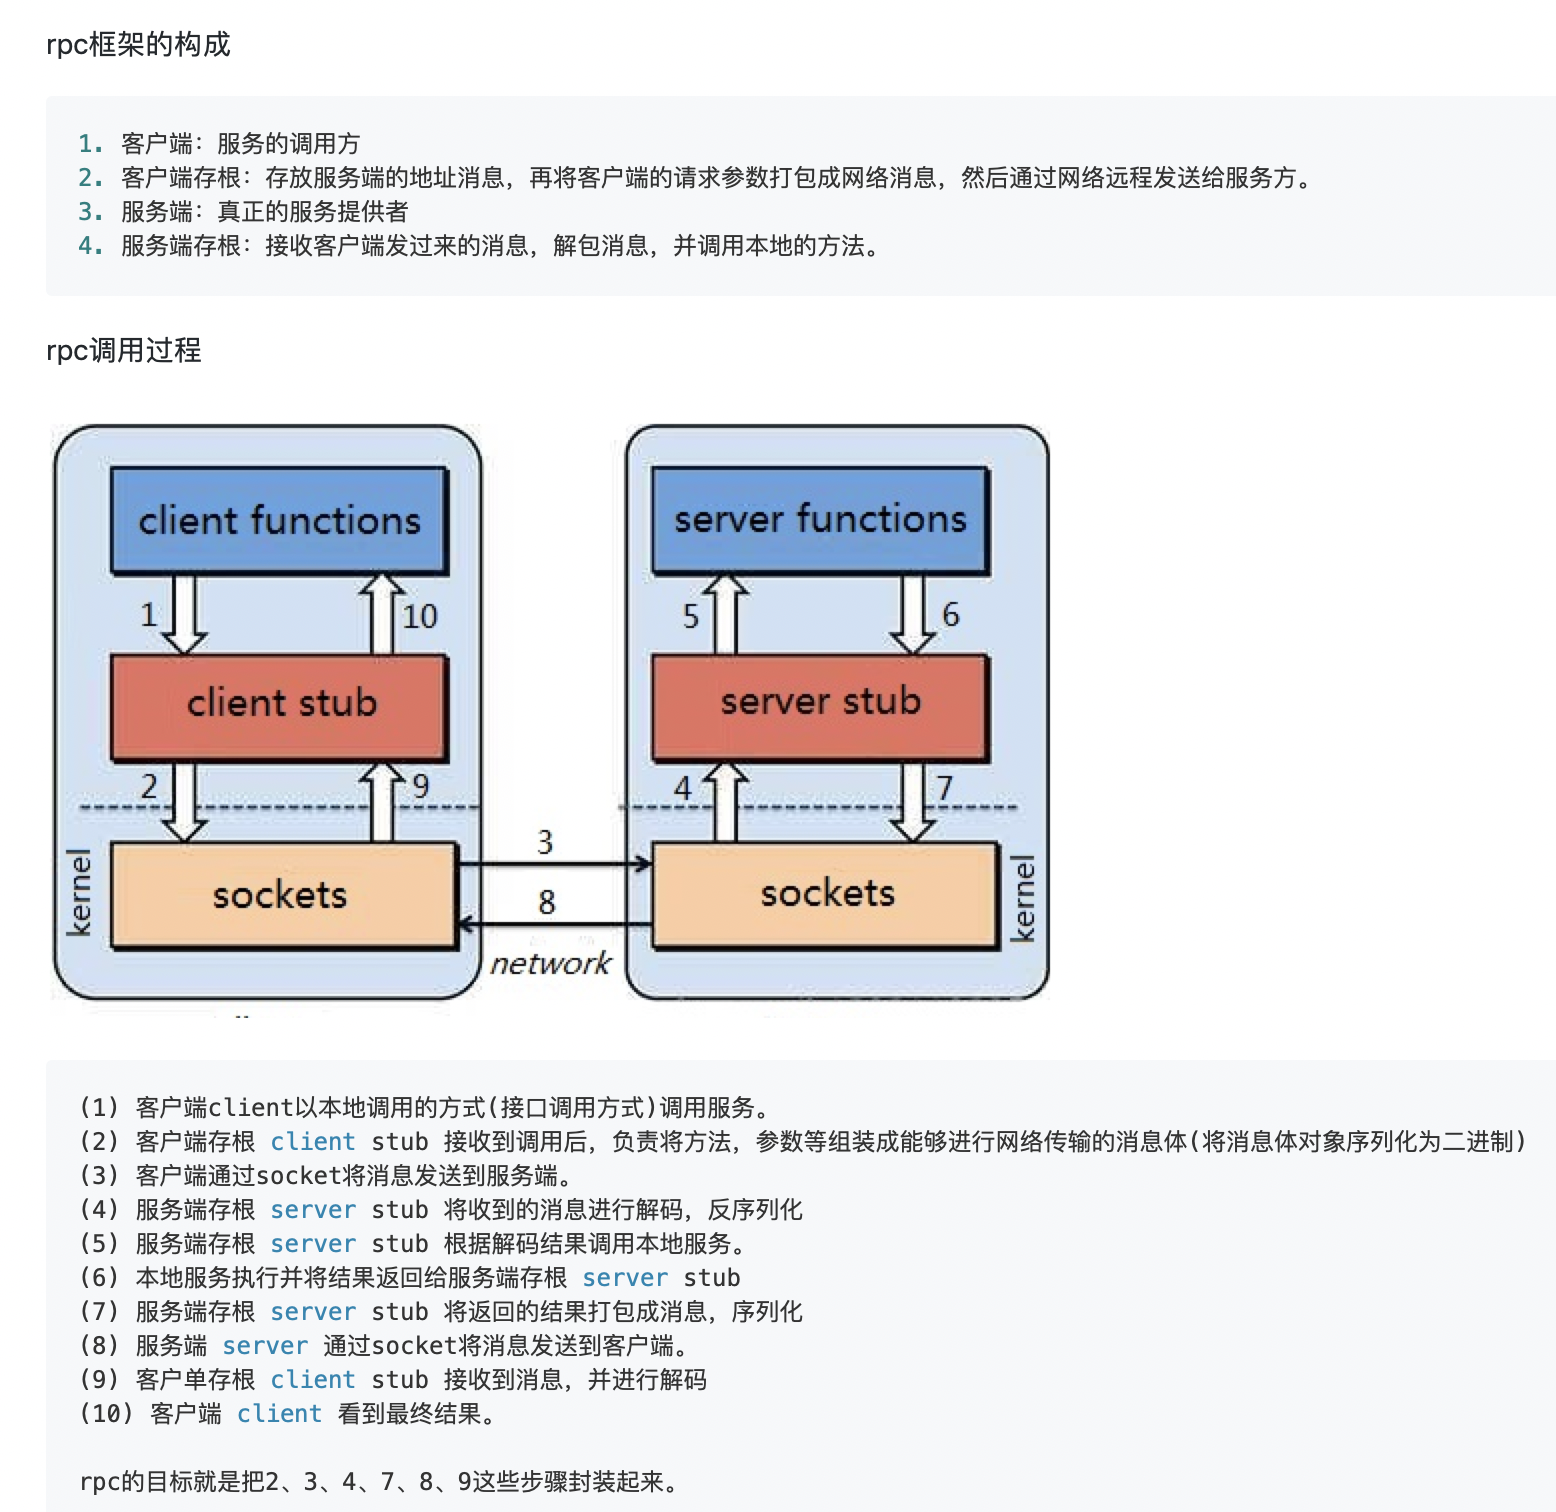 rpc框架的构成
1. 客户端：服务的调用方
2. 客户端存根：存放服务端的地址消息，再将客户端的请求参数打包成网络消息，然后通过网络远程发送给服务方。
3. 服务端：真正的服务提供者
4. 服务端存根：接收客户端发过来的消息，解包消息，并调用本地的方法。
rpc调用过程
client functions
server functions
1
10
5
6
client stub
server stub
2
9
4
7
kernel
sockets
3
8
network
sockets
kernel
(1) 客户端client以本地调用的方式(接口调用方式)调用服务。
(2) 客户端存根 client stub 接收到调用后，负责将方法，参数等组装成能够进行网络传输的消息体(将消息体对象序列化为二进制)
(3) 客户端通过socket将消息发送到服务端。
(4) 服务端存根 server stub 将收到的消息进行解码，反序列化
(5) 服务端存根 server stub 根据解码结果调用本地服务。
(6) 本地服务执行并将结果返回给服务端存根 server stub
(7) 服务端存根 server stub 将返回的结果打包成消息，序列化
(8) 服务端 server 通过socket将消息发送到客户端。
(9) 客户单存根 client stub 接收到消息，并进行解码
(10) 客户端 client 看到最终结果。
rpc的目标就是把2、3、4、7、8、9这些步骤封装起来。